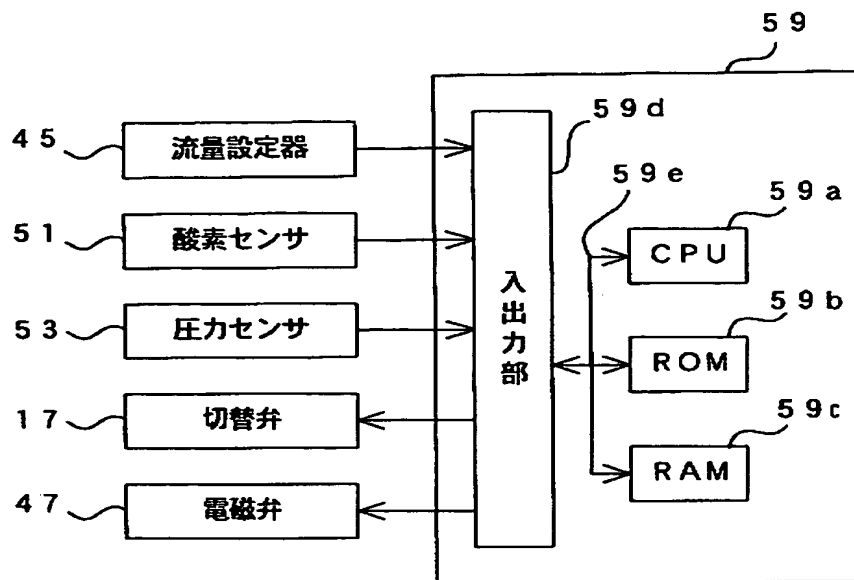 ５９
４５
流量設定器
５９ｄ
５９ｅ
５９ａ
５１
酸素センサ
ＣＰＵ
入出力部
５３
圧力センサ
５９ｂ
ＲＯＭ
１７
切替弁
５９ｃ
ＲＡＭ
４７
電磁弁